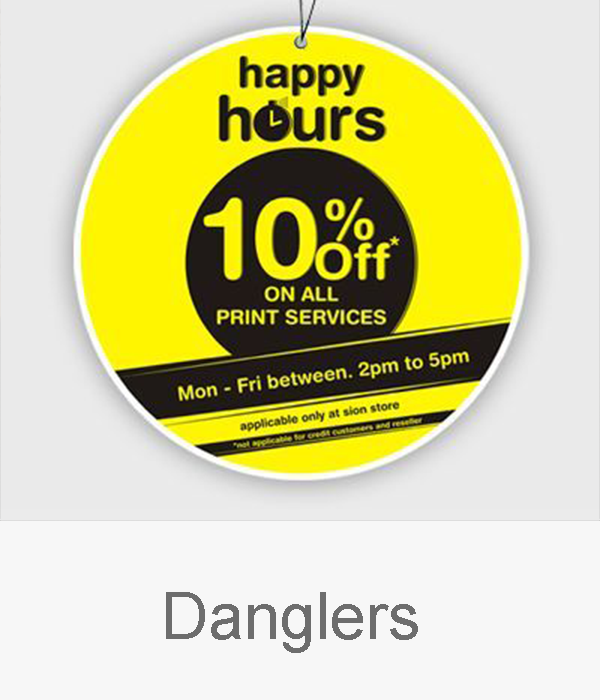 happy
hours
10% Off*
ON ALL
PRINT SERVICES
Mon - Fri between. 2pm to 5pm
applicable only at sion store
*not applicable for credit customers and reseller
Danglers